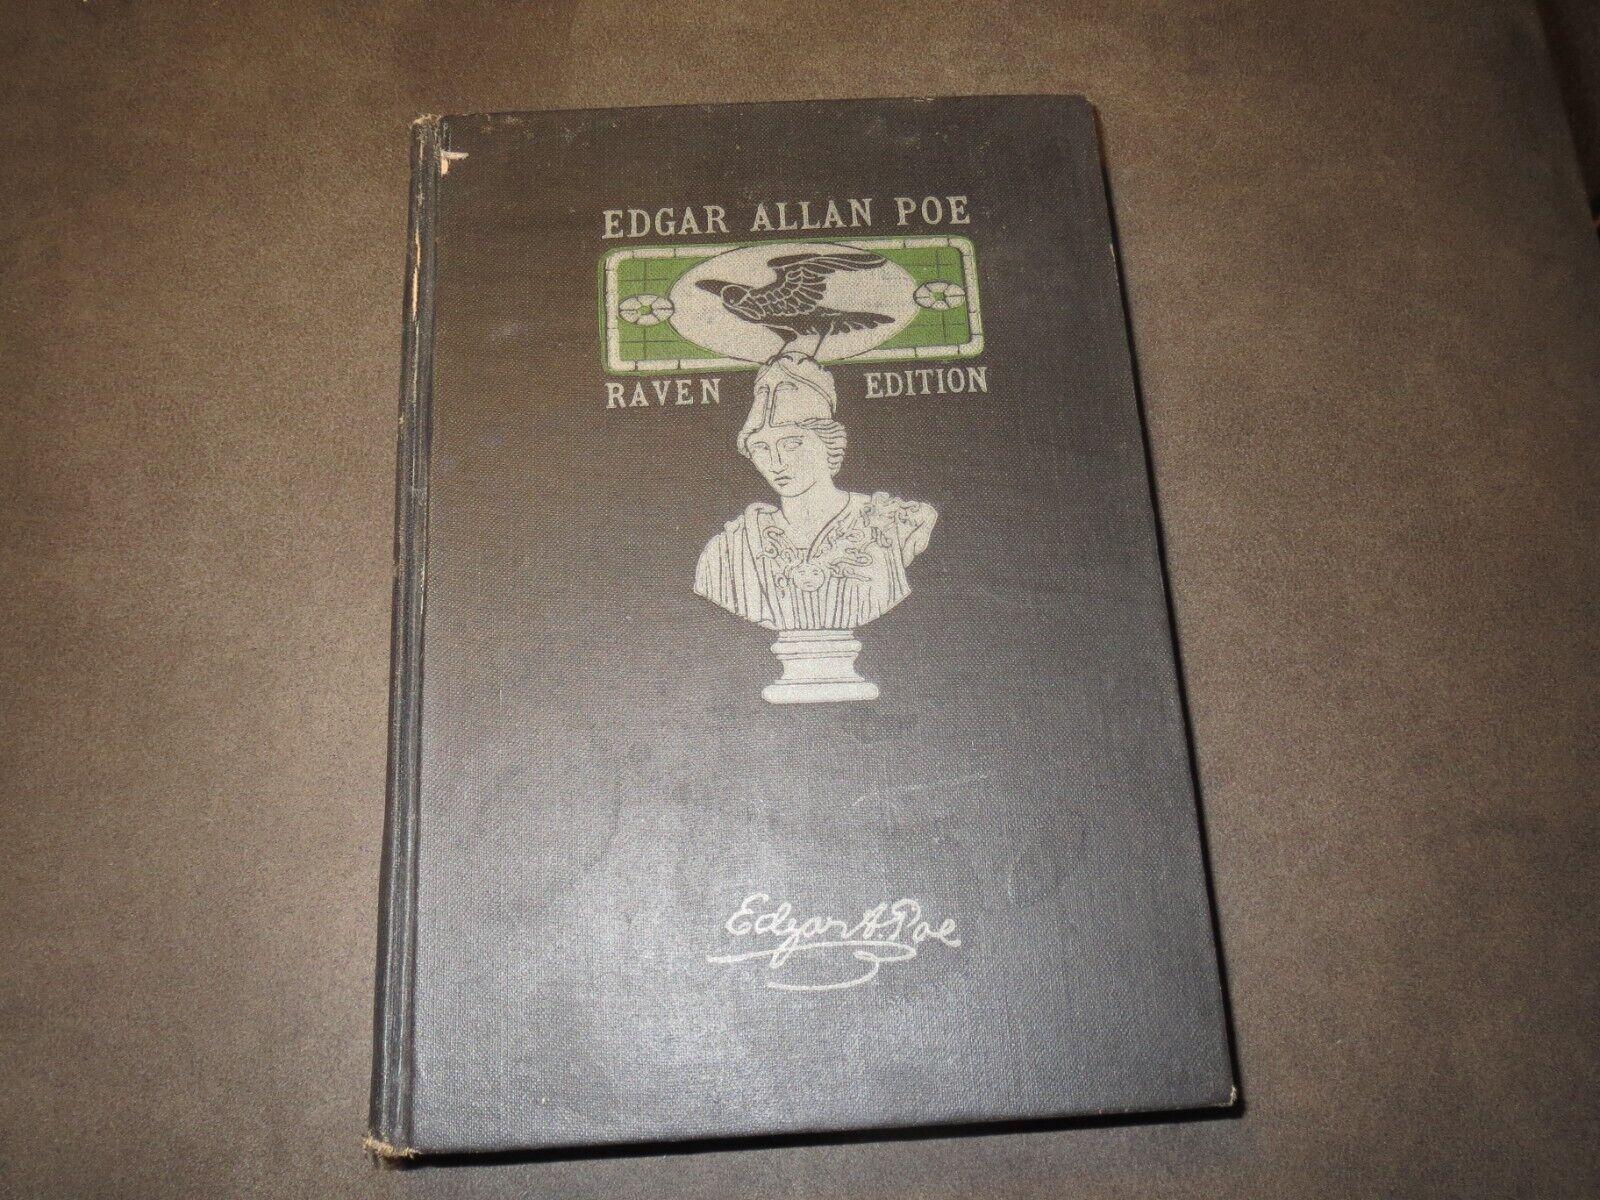 EDGAR ALLAN POE
RAVEN EDITION
Edgar A Poe